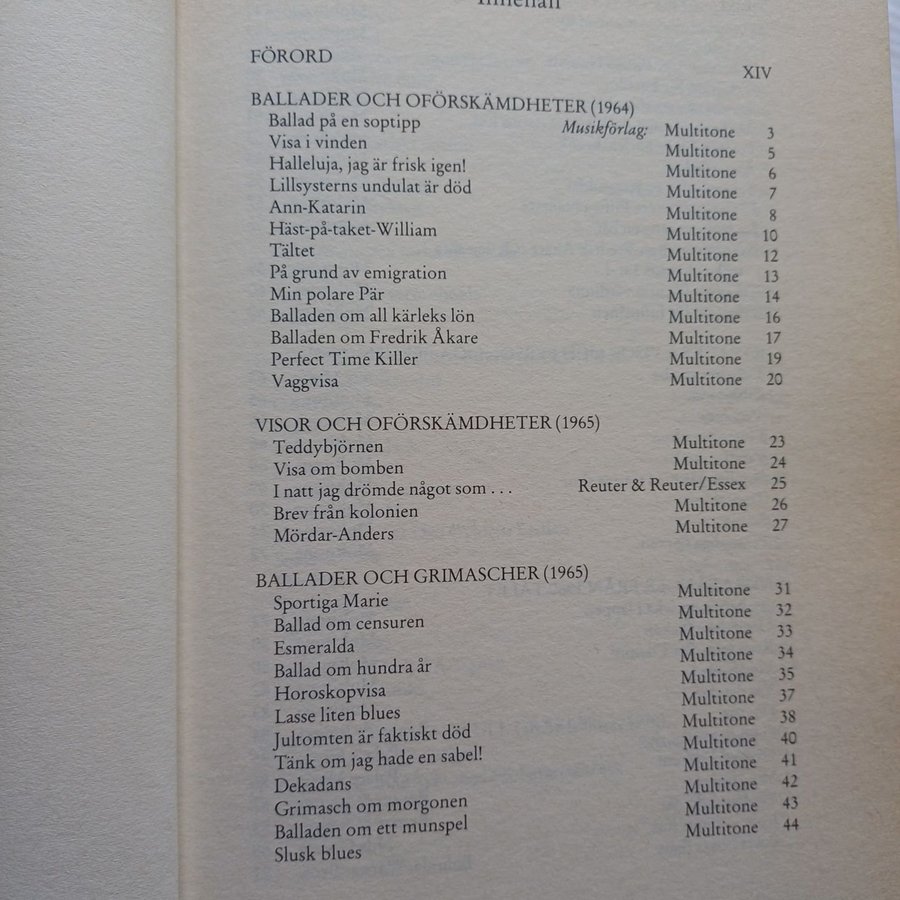 Innehåll
FÖRORD XIV
BALLADER OCH OFÖRSKÄMDHETER (1964)
Ballad på en soptipp Musikförlag: Multitone 3
Visa i vinden Multitone 5
Halleluja, jag är frisk igen! Multitone 6
Lillsysterns undulat är död Multitone 7
Ann-Katarin Multitone 8
Häst-på-taket-William Multitone 10
Tältet Multitone 12
På grund av emigration Multitone 13
Min polare Pär Multitone 14
Balladen om all kärleks lön Multitone 16
Balladen om Fredrik Åkare Multitone 17
Perfect Time Killer Multitone 19
Vaggvisa Multitone 20
VISOR OCH OFÖRSKÄMDHETER (1965)
Teddybjörnen Multitone 23
Visa om bomben Multitone 24
I natt jag drömde något som . . . Reuter & Reuter/Essex 25
Brev från kolonien Multitone 26
Mördar-Anders Multitone 27
BALLADER OCH GRIMASCHER (1965)
Sportiga Marie Multitone 31
Ballad om censuren Multitone 32
Esmeralda Multitone 33
Ballad om hundra år Multitone 34
Horoskopvisa Multitone 35
Lasse liten blues Multitone 37
Jultomten är faktiskt död Multitone 38
Tänk om jag hade en sabel! Multitone 40
Dekadans Multitone 41
Grimasch om morgonen Multitone 42
Balladen om ett munspel Multitone 43
Slusk blues Multitone 44